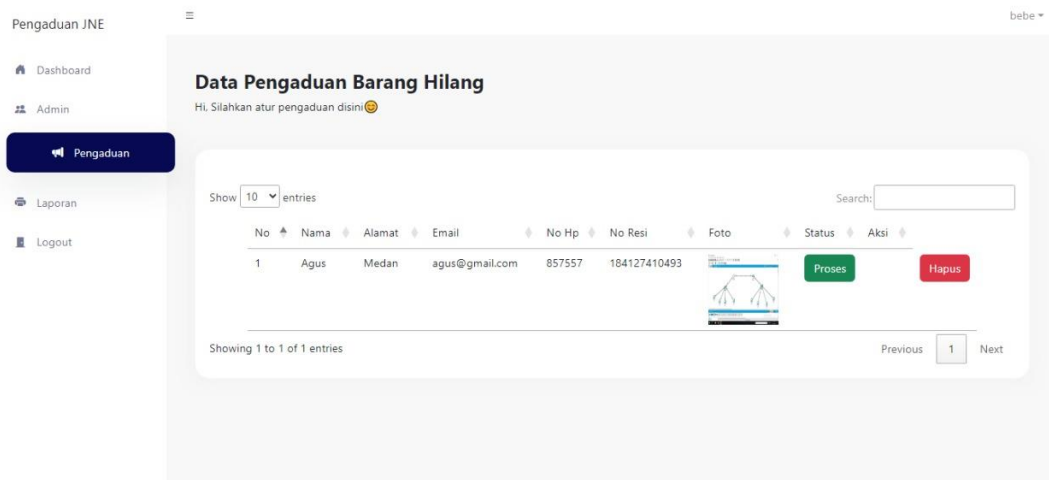 Pengaduan JNE
bebe
Dashboard
Admin
Pengaduan
Laporan
Logout
Data Pengaduan Barang Hilang
Hi, Silahkan atur pengaduan disini😊
Show 10 entries
Search:
No Nama Alamat Email No Hp No Resi Foto Status Aksi
1 Agus Medan agus@gmail.com 857557 184127410493 Proses Hapus
Showing 1 to 1 of 1 entries
Previous 1 Next